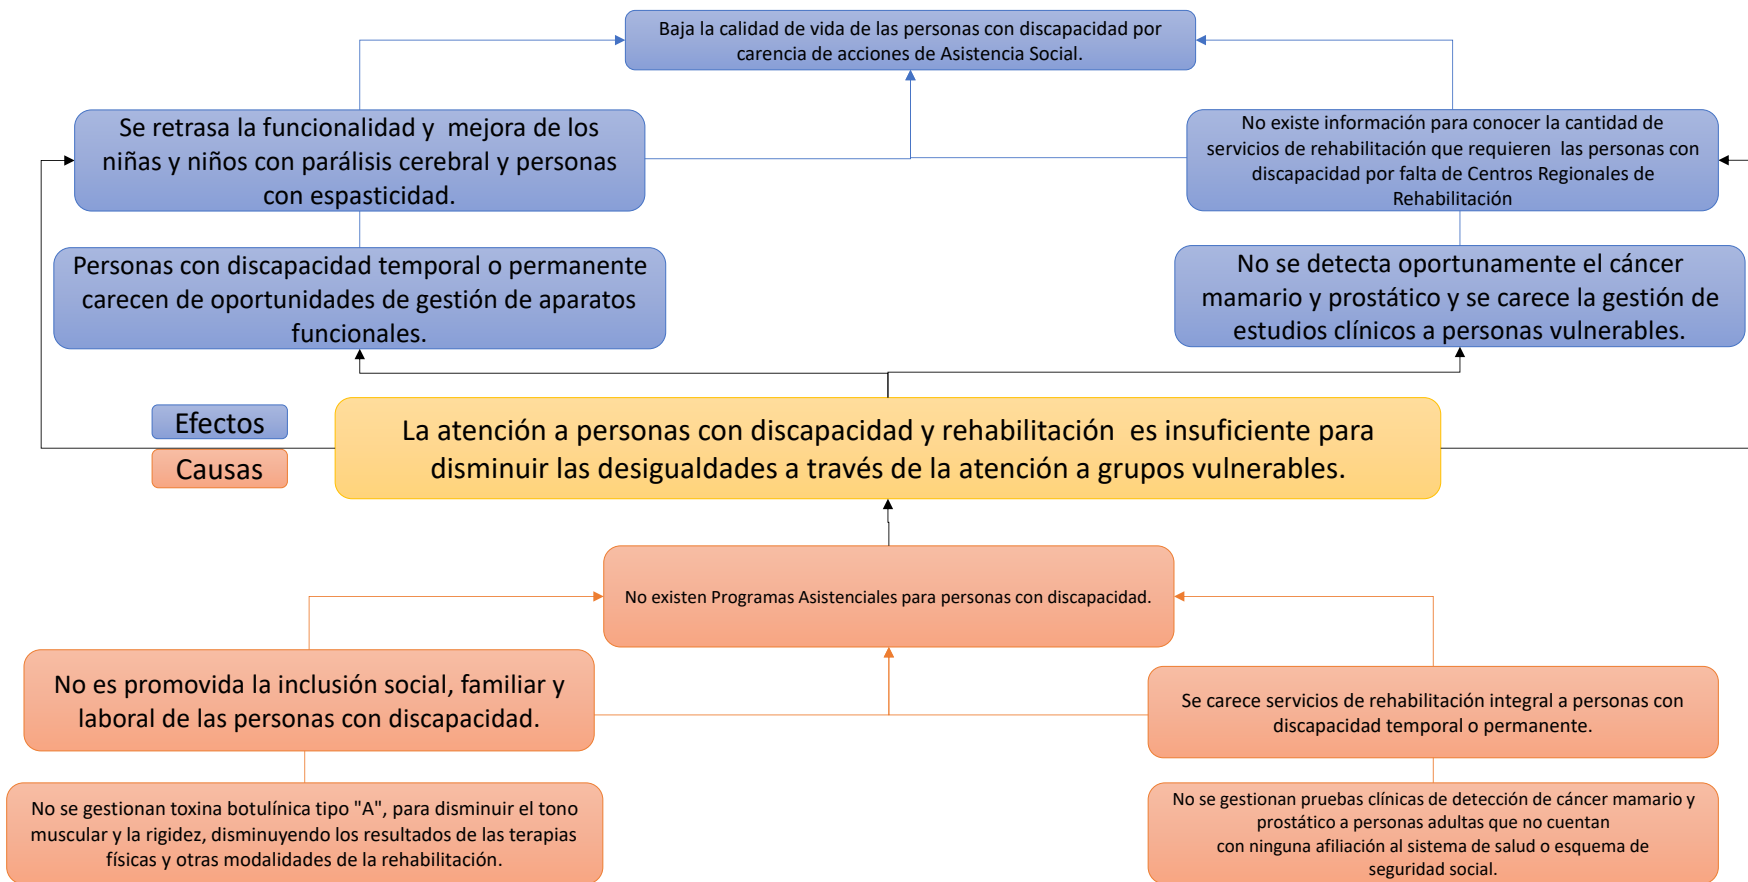 Baja la calidad de vida de las personas con discapacidad por
carencia de acciones de Asistencia Social.
Se retrasa la funcionalidad y mejora de los
niñas y niños con parálisis cerebral y personas
con espasticidad.
No existe información para conocer la cantidad de
servicios de rehabilitación que requieren las personas con
discapacidad por falta de Centros Regionales de
Rehabilitación
Personas con discapacidad temporal o permanente
carecen de oportunidades de gestión de aparatos
funcionales.
No se detecta oportunamente el cáncer
mamario y prostático y se carece la gestión de
estudios clínicos a personas vulnerables.
Efectos
Causas
La atención a personas con discapacidad y rehabilitación es insuficiente para
disminuir las desigualdades a través de la atención a grupos vulnerables.
No existen Programas Asistenciales para personas con discapacidad.
No es promovida la inclusión social, familiar y
laboral de las personas con discapacidad.
Se carece servicios de rehabilitación integral a personas con
discapacidad temporal o permanente.
No se gestionan toxina botulínica tipo "A", para disminuir el tono
muscular y la rigidez, disminuyendo los resultados de las terapias
físicas y otras modalidades de la rehabilitación.
No se gestionan pruebas clínicas de detección de cáncer mamario y
prostático a personas adultas que no cuentan
con ninguna afiliación al sistema de salud o esquema de
seguridad social.